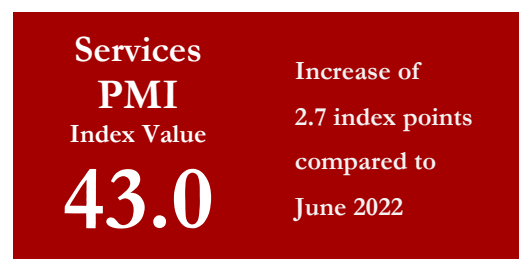 Services
PMI
Index Value
43.0
Increase of
2.7 index points
compared to
June 2022